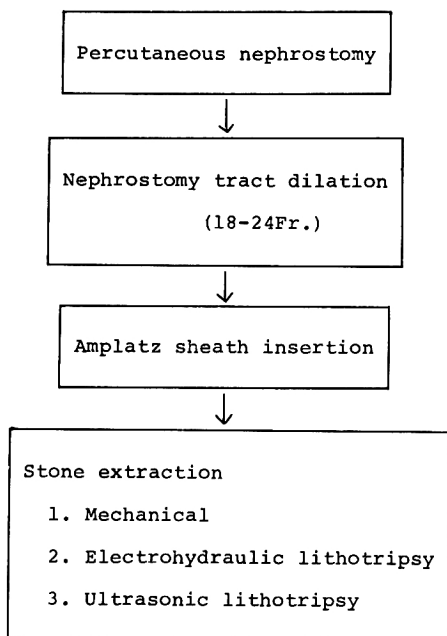 Percutaneous nephrostomy
Nephrostomy tract dilation
(18-24Fr.)
Amplatz sheath insertion
Stone extraction
1. Mechanical
2. Electrohydraulic lithotripsy
3. Ultrasonic lithotripsy